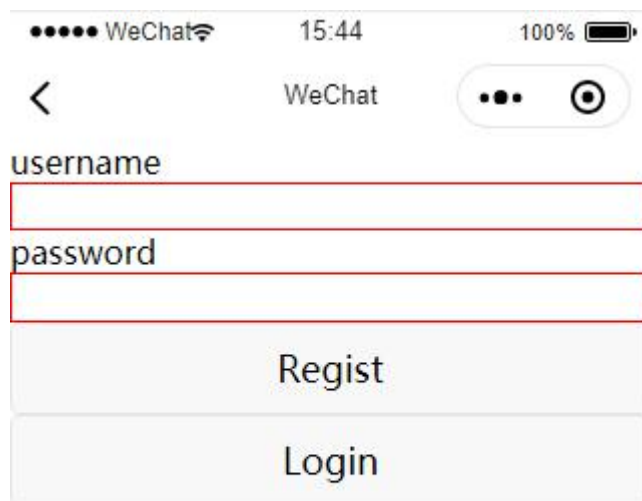 ●●●●● WeChat 15:44 100%
WeChat
username
password
Regist
Login